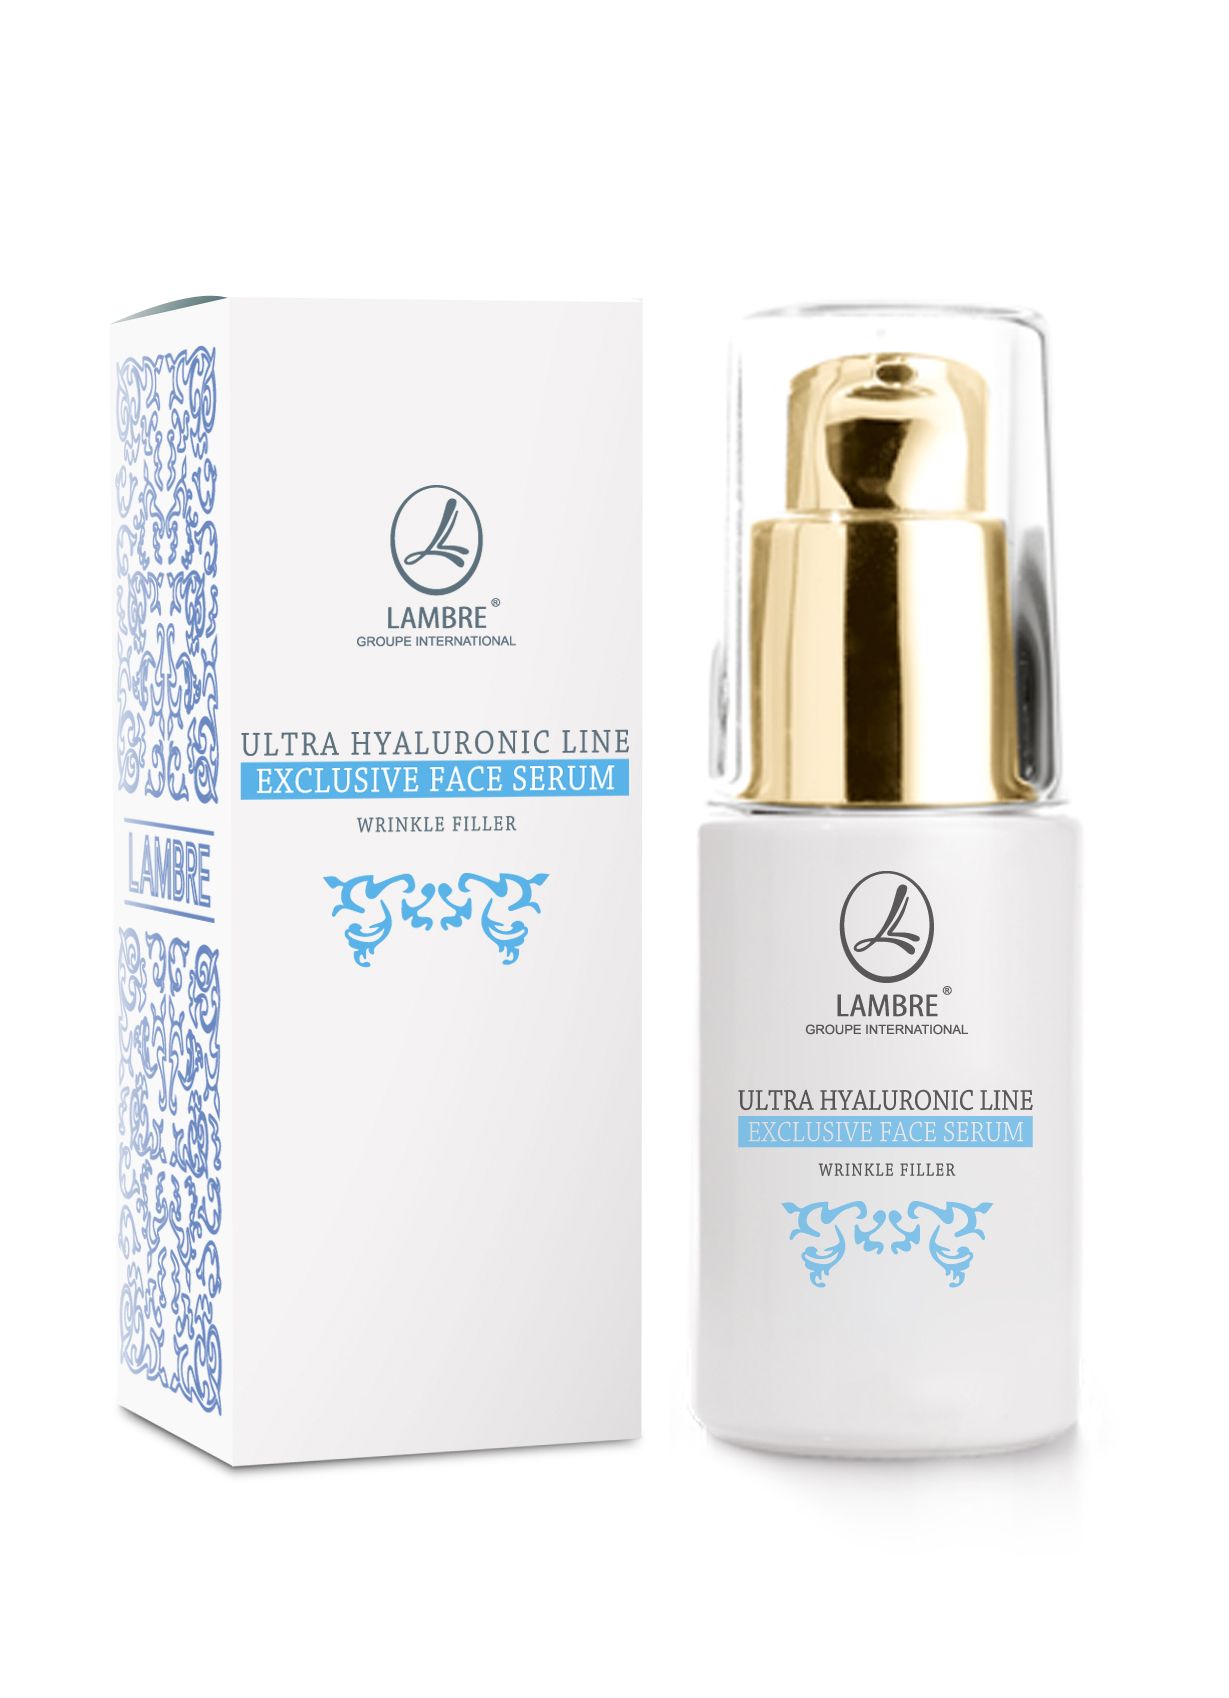 LAMBRE®
GROUPE INTERNATIONAL
ULTRA HYALURONIC LINE
EXCLUSIVE FACE SERUM
WRINKLE FILLER
LAMBRE
LAMBRE®
GROUPE INTERNATIONAL
ULTRA HYALURONIC LINE
EXCLUSIVE FACE SERUM
WRINKLE FILLER